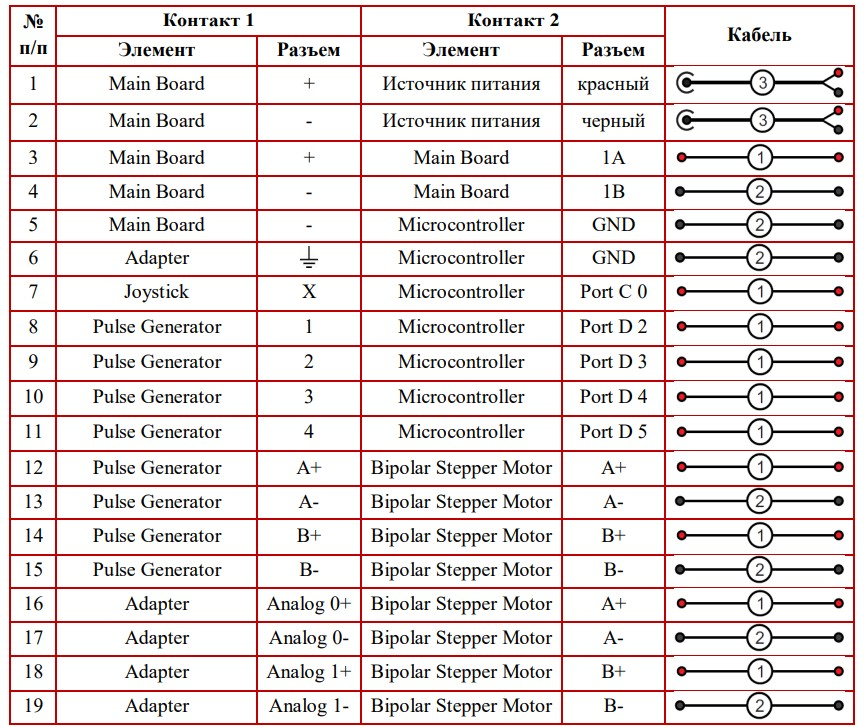 № п/п Контакт 1 Контакт 2 Кабель
Элемент Разъем Элемент Разъем
1 Main Board + Источник питания красный 3
2 Main Board - Источник питания черный 3
3 Main Board + Main Board 1A 1
4 Main Board - Main Board 1B 2
5 Main Board - Microcontroller GND 2
6 Adapter ⏚ Microcontroller GND 2
7 Joystick X Microcontroller Port C 0 1
8 Pulse Generator 1 Microcontroller Port D 2 1
9 Pulse Generator 2 Microcontroller Port D 3 1
10 Pulse Generator 3 Microcontroller Port D 4 1
11 Pulse Generator 4 Microcontroller Port D 5 1
12 Pulse Generator A+ Bipolar Stepper Motor A+ 1
13 Pulse Generator A- Bipolar Stepper Motor A- 2
14 Pulse Generator B+ Bipolar Stepper Motor B+ 1
15 Pulse Generator B- Bipolar Stepper Motor B- 2
16 Adapter Analog 0+ Bipolar Stepper Motor A+ 1
17 Adapter Analog 0- Bipolar Stepper Motor A- 2
18 Adapter Analog 1+ Bipolar Stepper Motor B+ 1
19 Adapter Analog 1- Bipolar Stepper Motor B- 2